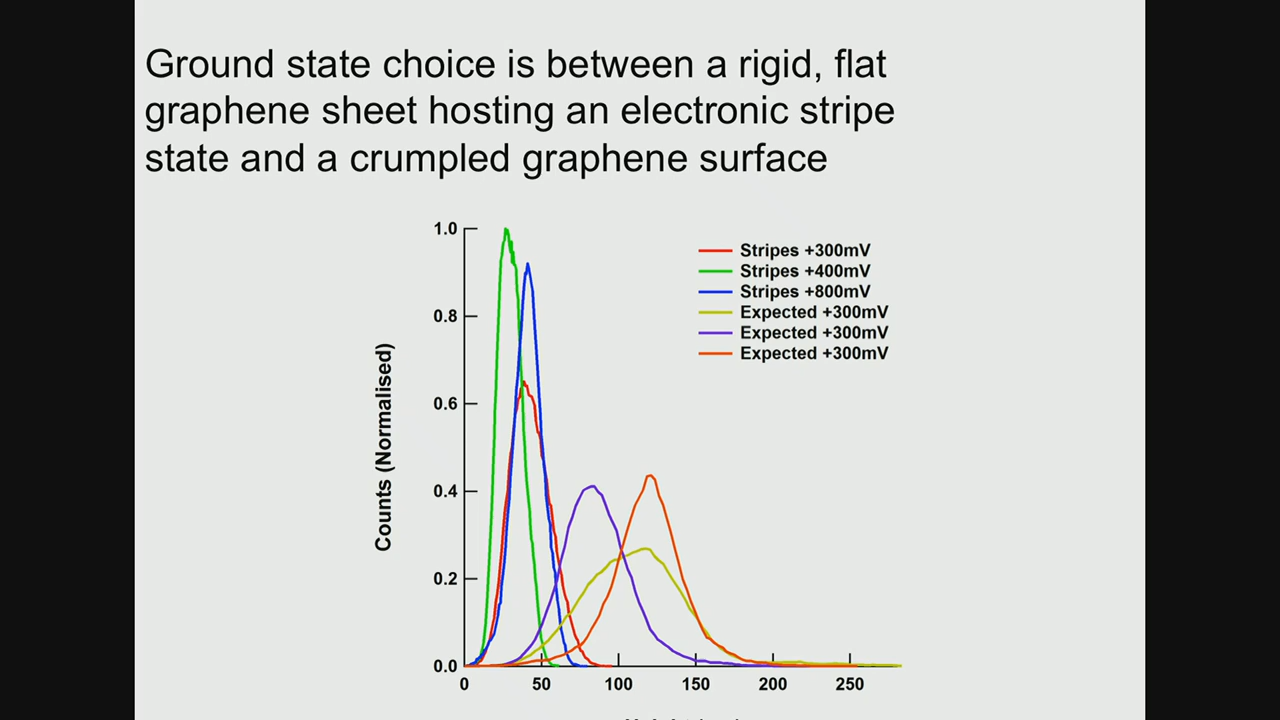 Ground state choice is between a rigid, flat
graphene sheet hosting an electronic stripe
state and a crumpled graphene surface
1.0
0.8
0.6
0.4
0.2
0.0
Counts (Normalised)
Stripes +300mV
Stripes +400mV
Stripes +800mV
Expected +300mV
Expected +300mV
Expected +300mV
0 50 100 150 200 250